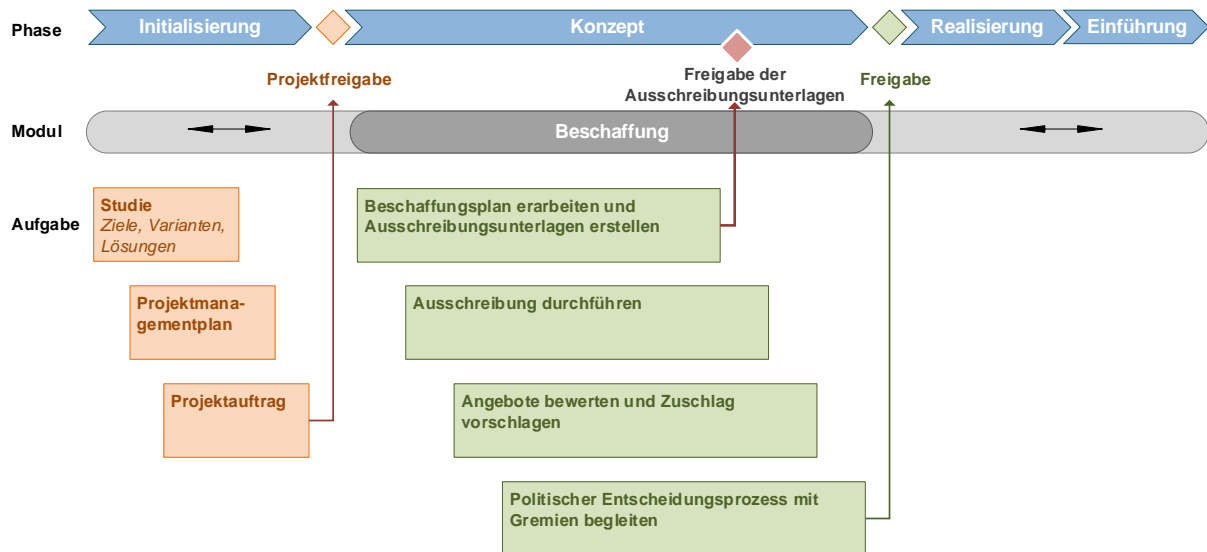 Phase
Initialisierung
Konzept
Realisierung
Einführung
Projektfreigabe
Freigabe der
Ausschreibungsunterlagen
Freigabe
Modul
Beschaffung
Aufgabe
Studie
Ziele, Varianten,
Lösungen
Beschaffungsplan erarbeiten und
Ausschreibungsunterlagen erstellen
Projektmana-
gementplan
Ausschreibung durchführen
Projektauftrag
Angebote bewerten und Zuschlag
vorschlagen
Politischer Entscheidungsprozess mit
Gremien begleiten